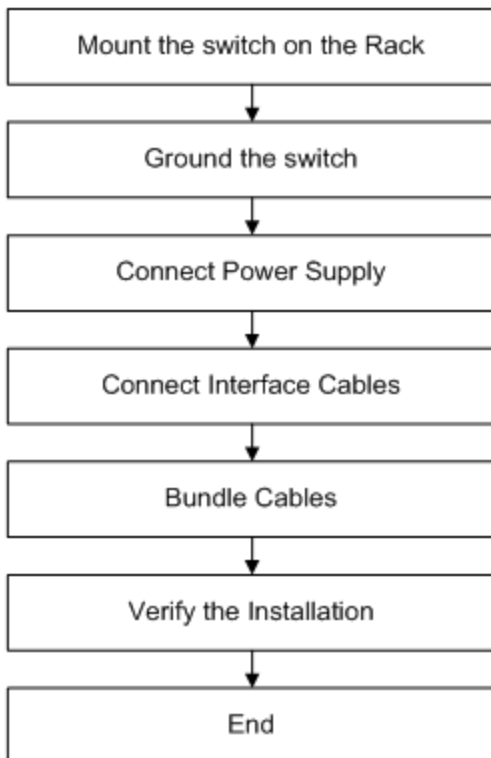 Mount the switch on the Rack
Ground the switch
Connect Power Supply
Connect Interface Cables
Bundle Cables
Verify the Installation
End